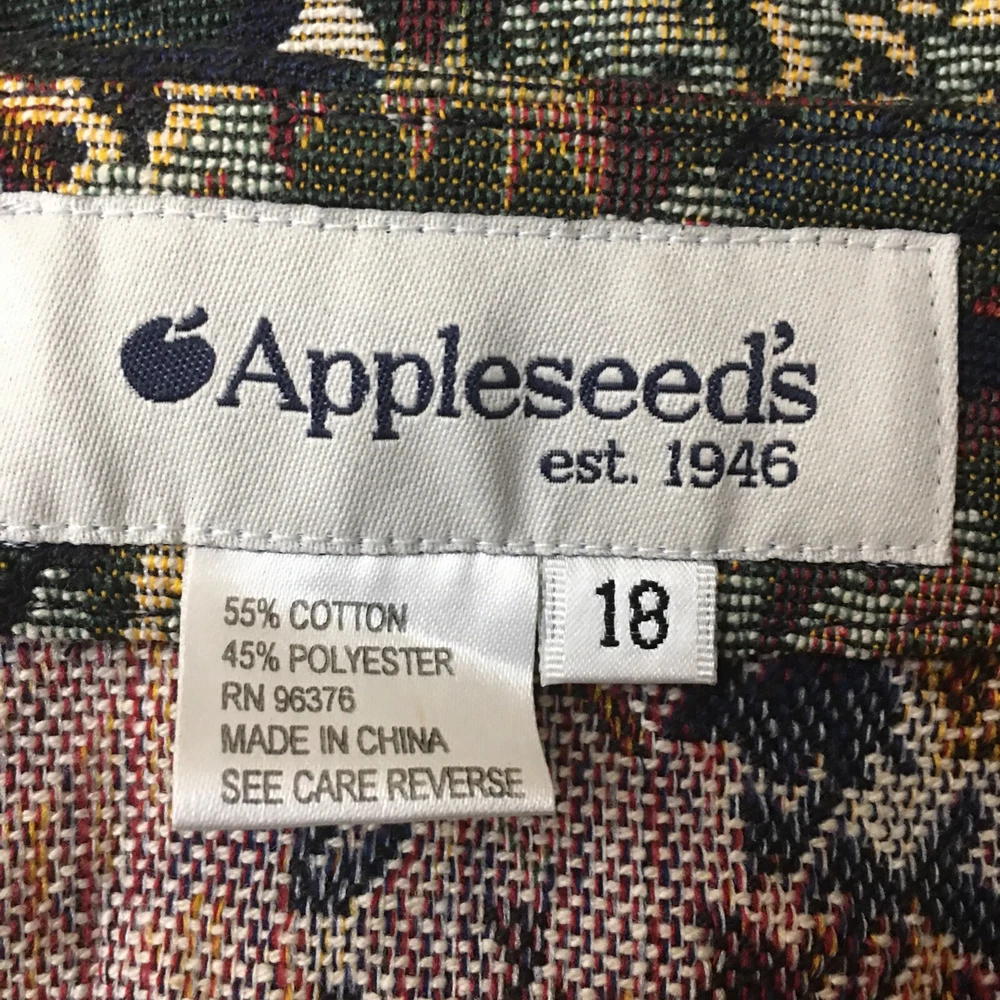 Appleseed's
est. 1946
55% COTTON
45% POLYESTER
RN 96376
MADE IN CHINA
SEE CARE REVERSE
18